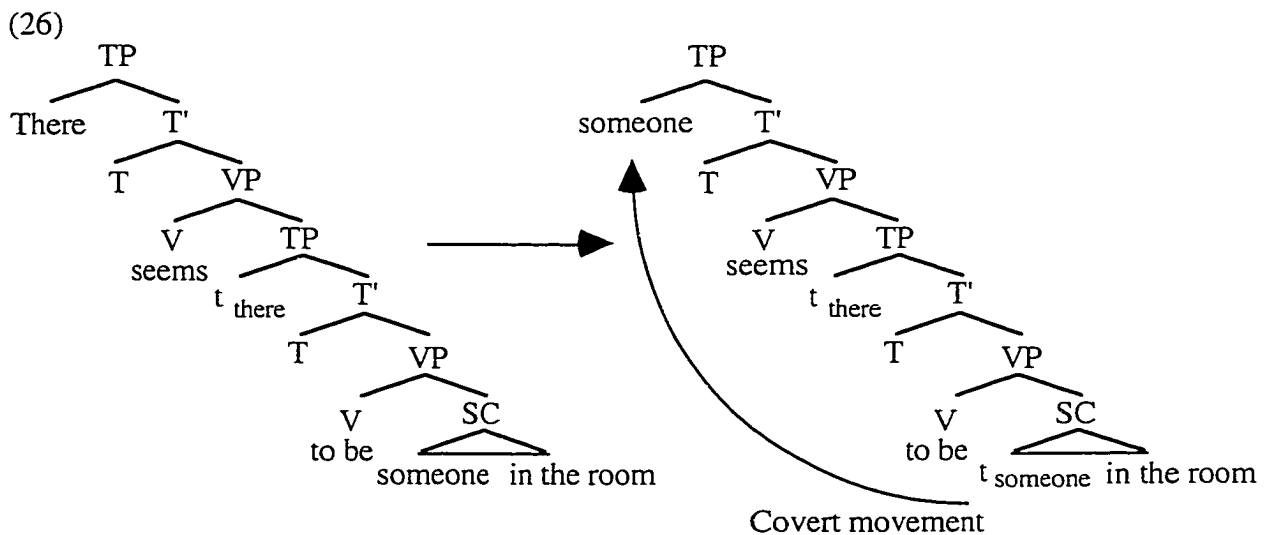 (26)
TP TP
There T' someone T'
T VP T VP
V TP V TP
seems seems
t there T' t there T'
T VP T VP
V SC V SC
to be to be
someone in the room t someone in the room
Covert movement